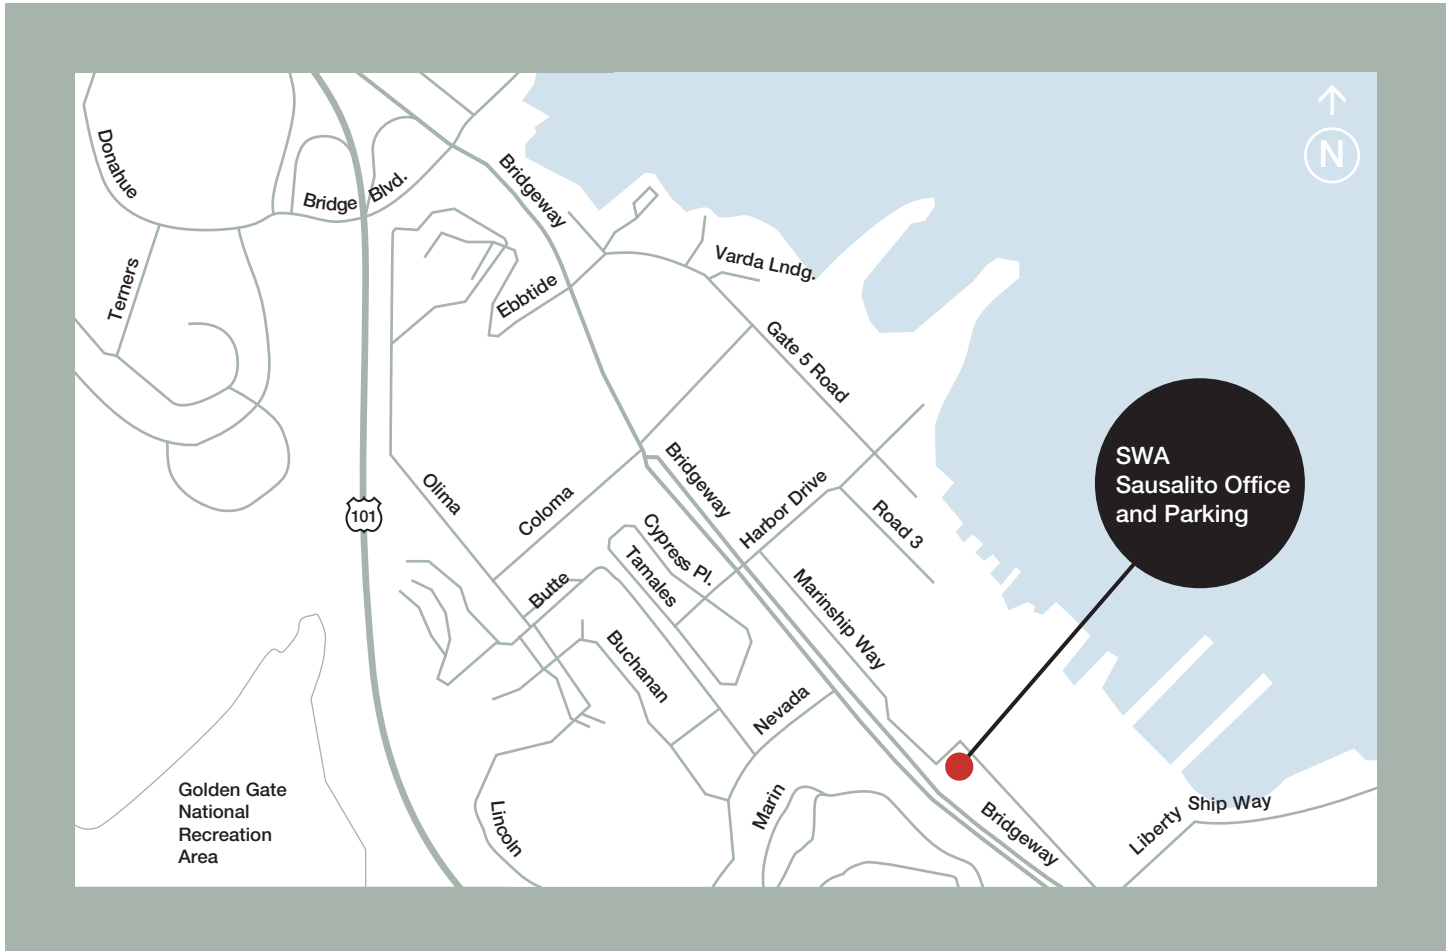 N
Donahue
Bridge
Blvd.
Bridgeway
Varda Lndg.
Terners
Ebbtide
Gate 5 Road
SWA
Sausalito Office
and Parking
101
Olima
Coloma
Bridgeway
Harbor Drive
Road 3
Cypress Pl.
Tamales
Butte
Marinship Way
Buchanan
Nevada
Golden Gate
National
Recreation
Area
Lincoln
Marin
Bridgeway
Liberty
Ship Way